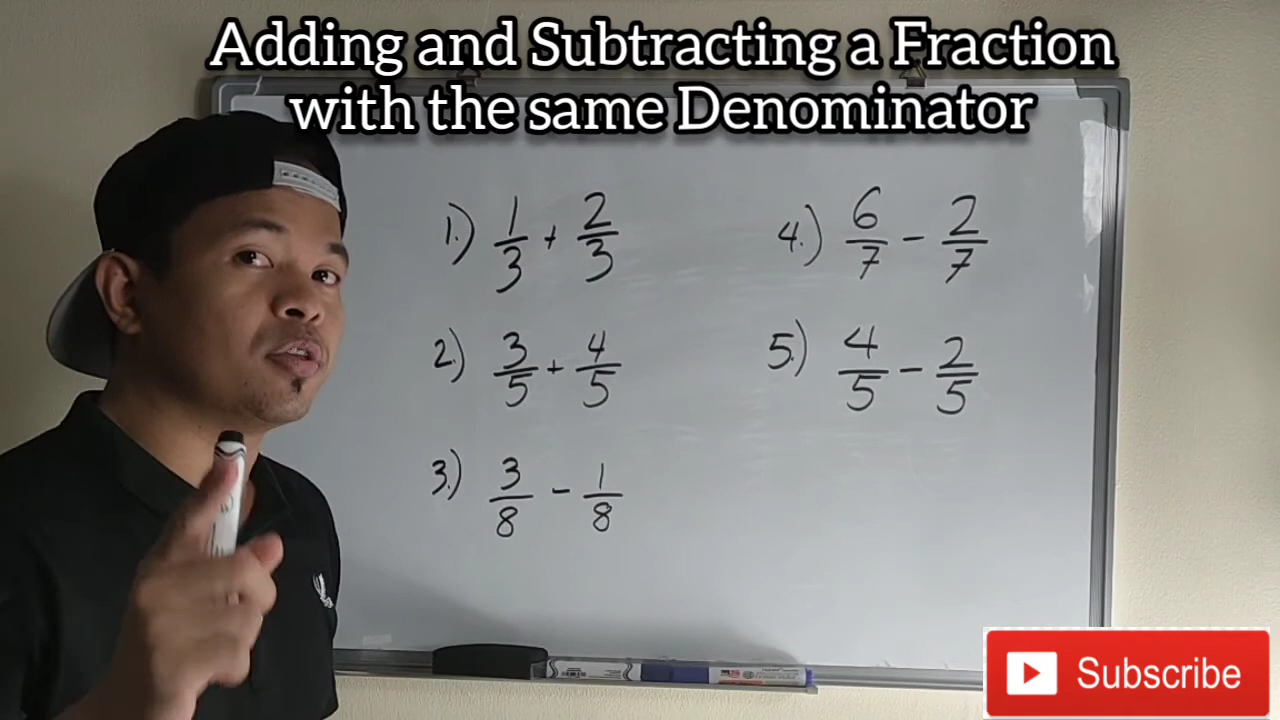 Adding and Subtracting a Fraction
with the same Denominator
1.) 1/3 + 2/3
2.) 3/5 + 4/5
3.) 3/8 - 1/8
4.) 6/7 - 2/7
5.) 4/5 - 2/5
Subscribe